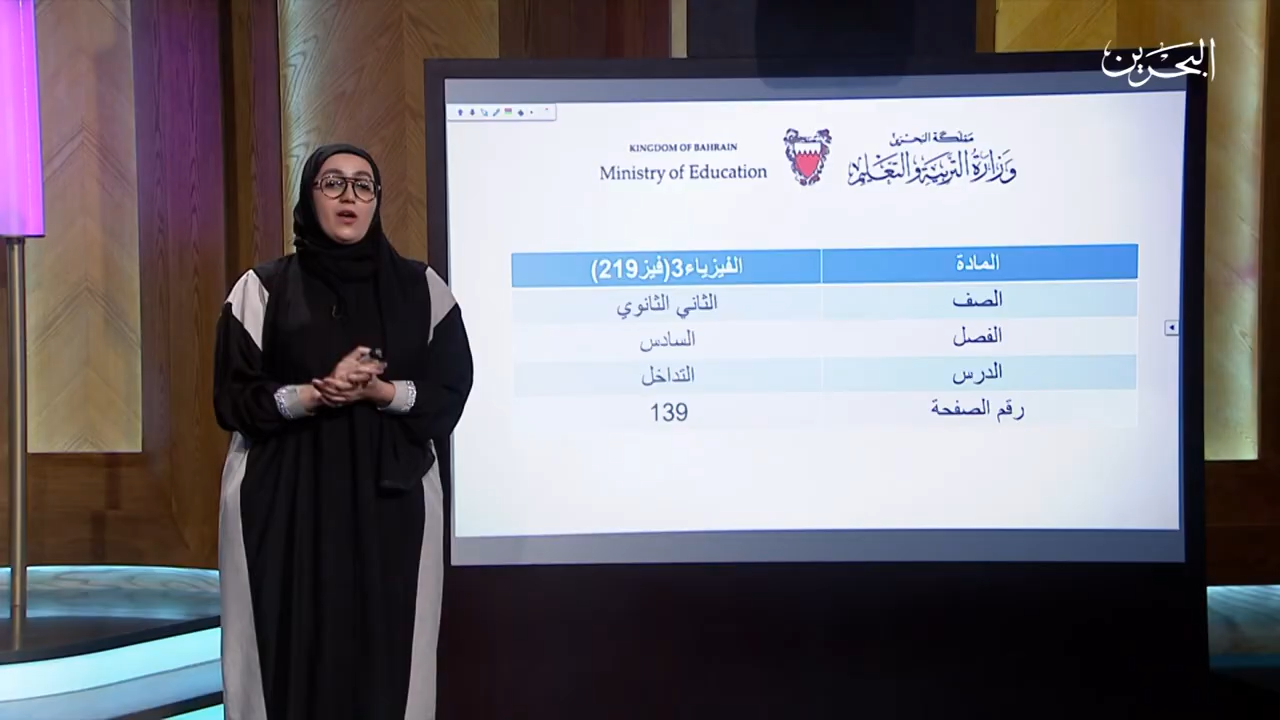 البحرين
KINGDOM OF BAHRAIN
Ministry of Education
مملكة البحرين
وزارة التربية والتعليم
المادة الفيزياء3(فيز219)
الصف الثاني الثانوي
الفصل السادس
الدرس التداخل
رقم الصفحة 139